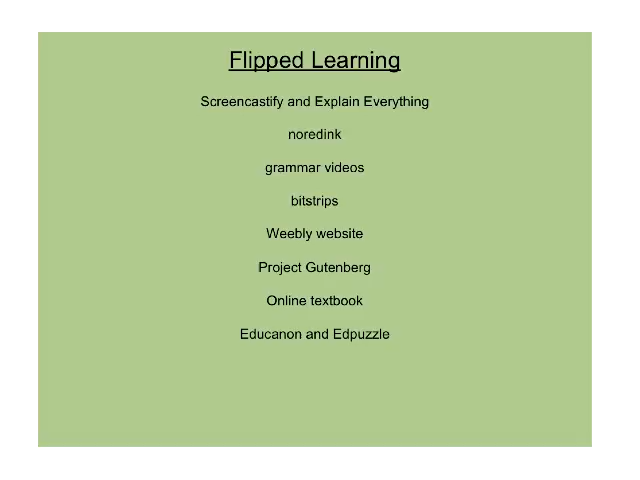 Flipped Learning
Screencastify and Explain Everything
noredink
grammar videos
bitstrips
Weebly website
Project Gutenberg
Online textbook
Educanon and Edpuzzle